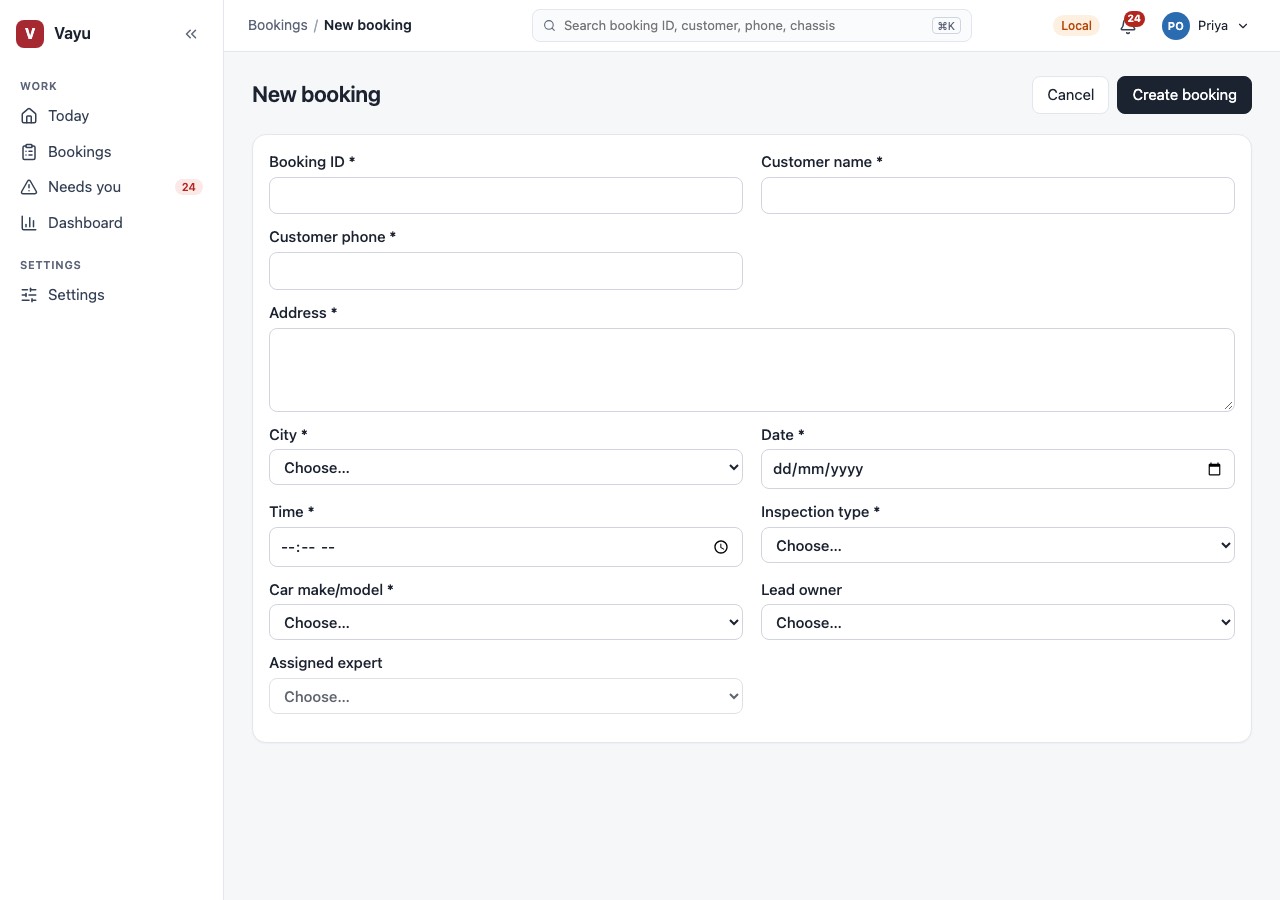 V Vayu
Bookings / New booking
Search booking ID, customer, phone, chassis ⌘K
Local
24
PO Priya
WORK
Today
Bookings
Needs you 24
Dashboard
SETTINGS
Settings
New booking
Cancel
Create booking
Booking ID *
Customer name *
Customer phone *
Address *
City *
Choose...
Date *
dd/mm/yyyy
Time *
--:-- --
Inspection type *
Choose...
Car make/model *
Choose...
Lead owner
Choose...
Assigned expert
Choose...